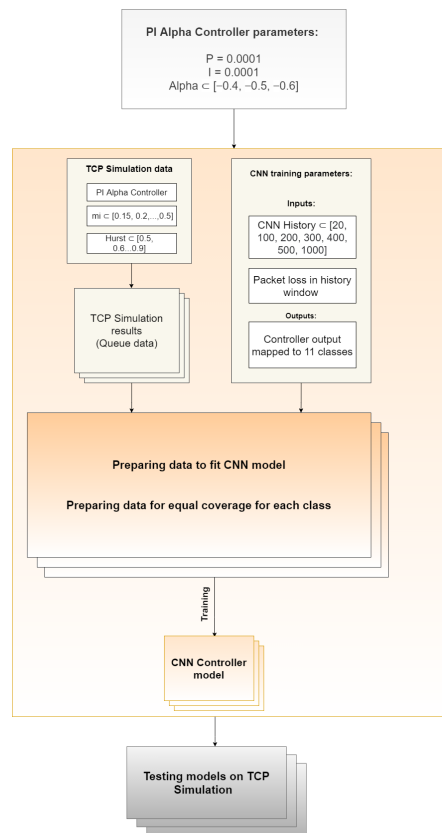 PI Alpha Controller parameters:
P = 0.0001
I = 0.0001
Alpha ⊂ [−0.4, −0.5, −0.6]
TCP Simulation data
PI Alpha Controller
mi ⊂ [0.15, 0.2,...,0.5]
Hurst ⊂ [0.5,
0.6...0.9]
TCP Simulation
results
(Queue data)
CNN training parameters:
Inputs:
CNN History ⊂ [20,
100, 200, 300, 400,
500, 1000]
Packet loss in history
window
Outputs:
Controller output
mapped to 11 classes
Preparing data to fit CNN model
Preparing data for equal coverage for each class
Training
CNN Controller
model
Testing models on TCP
Simulation